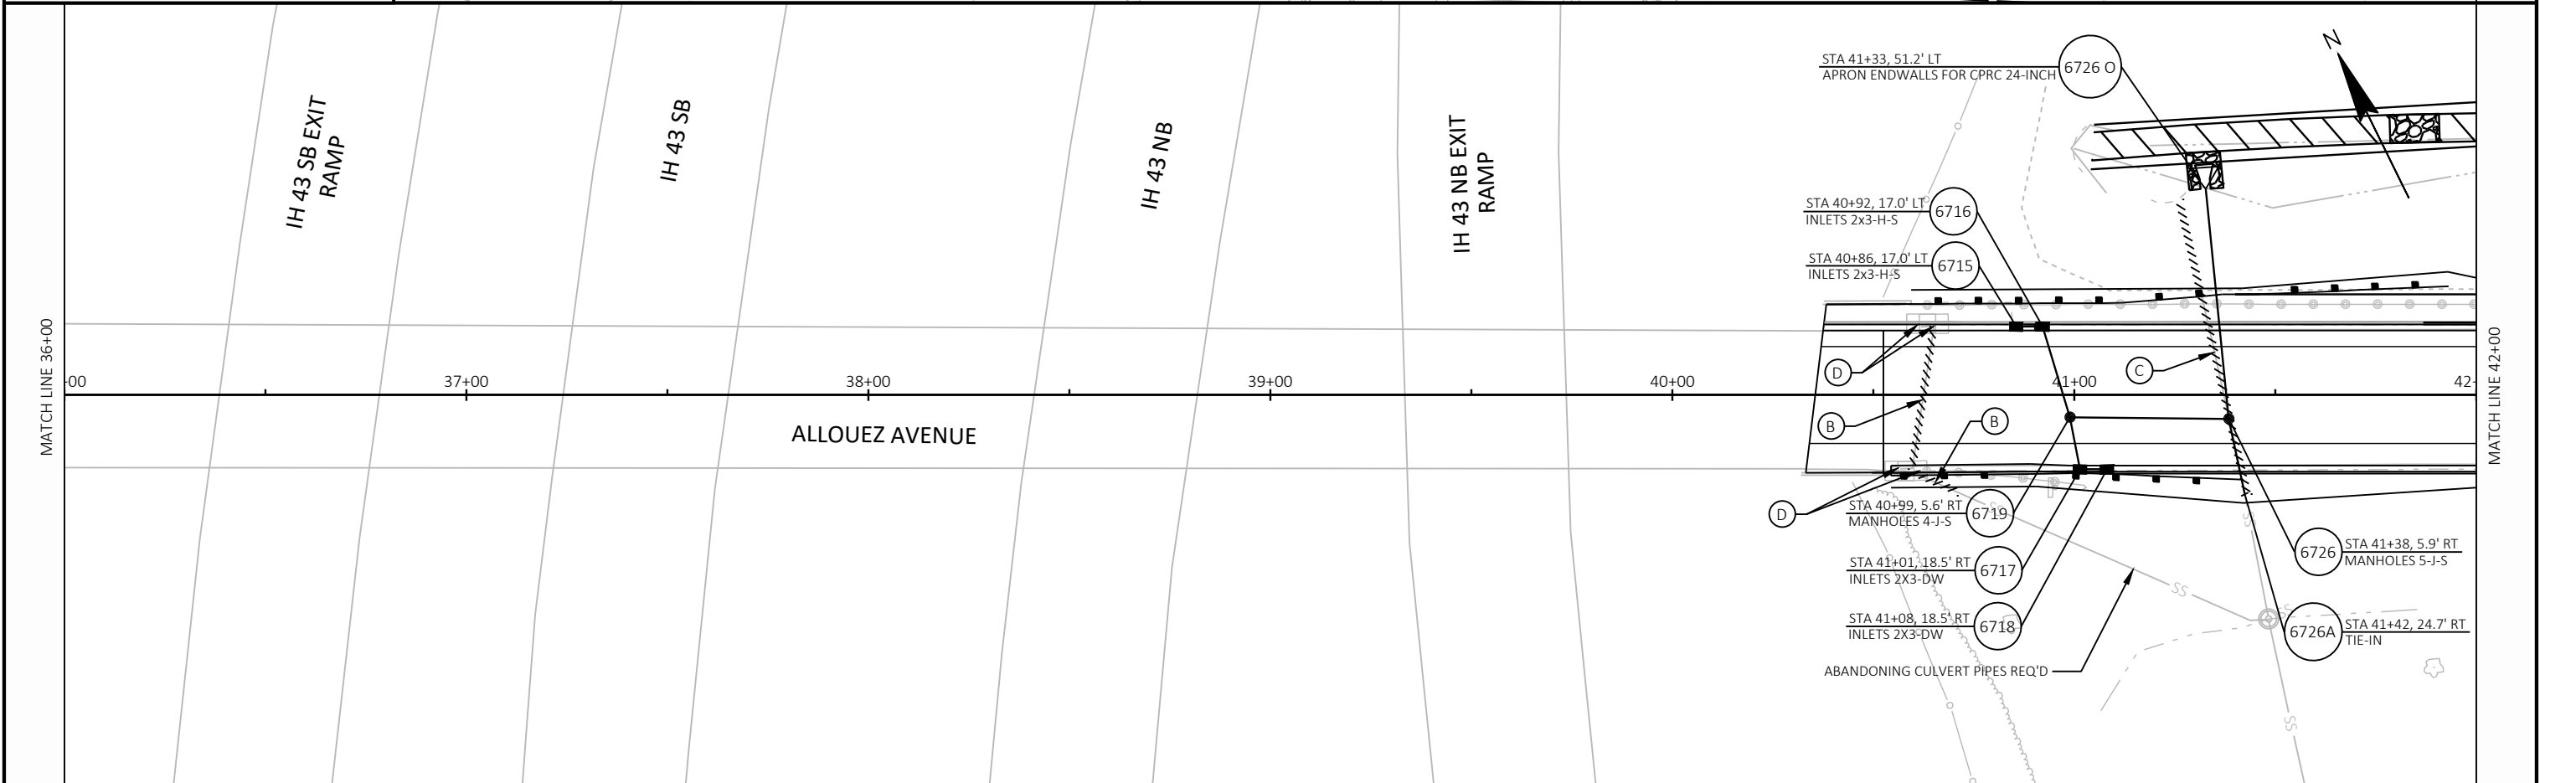 MATCH LINE 36+00
IH 43 SB EXIT
RAMP
IH 43 SB
IH 43 NB
IH 43 NB EXIT
RAMP
STA 41+33, 51.2' LT
APRON ENDWALLS FOR CPRC 24-INCH
6726 O
N
STA 40+92, 17.0' LT
INLETS 2x3-H-S
6716
STA 40+86, 17.0' LT
INLETS 2x3-H-S
6715
D
C
-00
37+00
38+00
39+00
40+00
41+00
42-
ALLOUEZ AVENUE
B
B
D
P
STA 40+99, 5.6' RT
MANHOLES 4-J-S
6719
SS
SS
STA 41+01, 18.5' RT
INLETS 2X3-DW
6717
6726
STA 41+38, 5.9' RT
MANHOLES 5-J-S
SS
STA 41+08, 18.5' RT
INLETS 2X3-DW
6718
SS
6726A
STA 41+42, 24.7' RT
TIE-IN
ABANDONING CULVERT PIPES REQ'D
SS
MATCH LINE 42+00